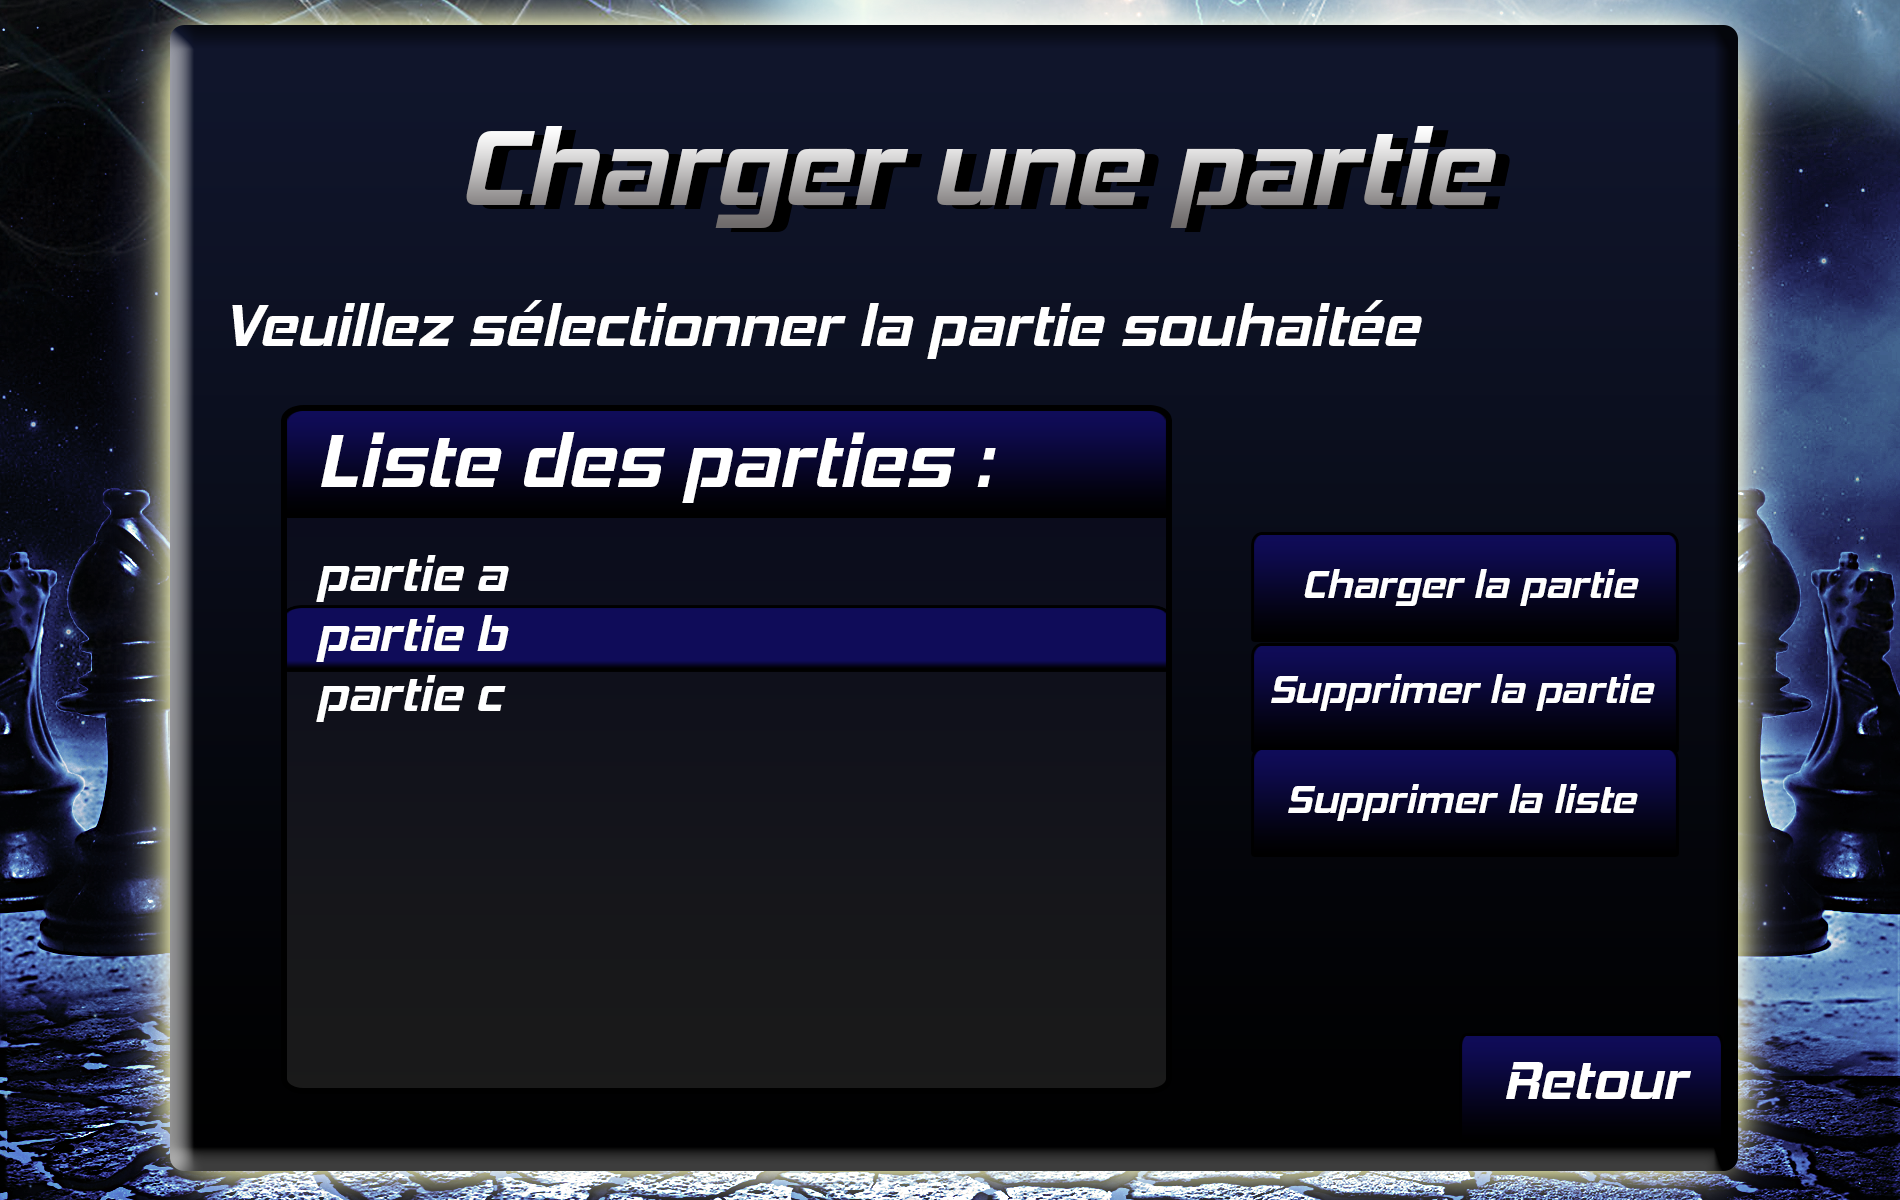 Charger une partie
Veuillez sélectionner la partie souhaitée
Liste des parties :
partie a
partie b
partie c
Charger la partie
Supprimer la partie
Supprimer la liste
Retour